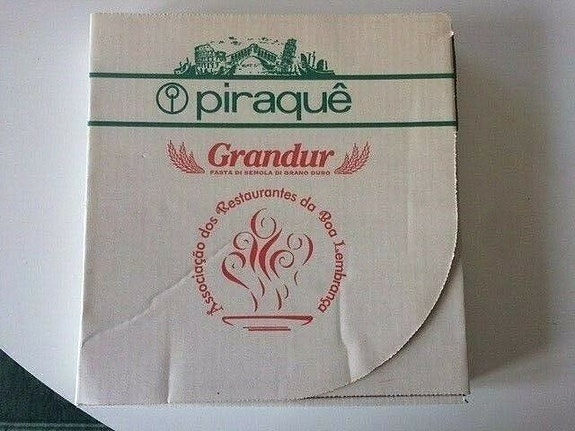 piraquê
Grandur
PASTA DI SEMOLA DI GRANO DURO
Associação dos Restaurantes da Boa Lembrança